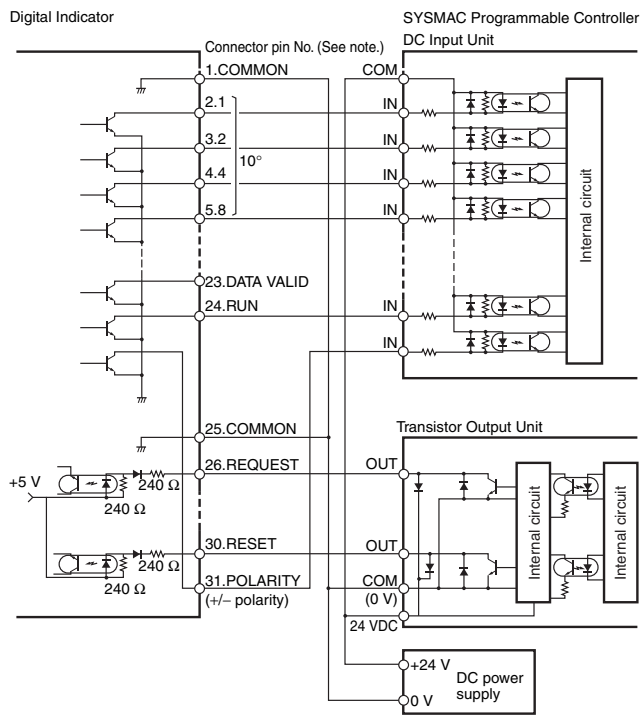 Digital Indicator
SYSMAC Programmable Controller
DC Input Unit
Connector pin No. (See note.)
1.COMMON
COM
2.1
IN
3.2
IN
10°
4.4
IN
5.8
IN
Internal circuit
23.DATA VALID
24.RUN
IN
IN
25.COMMON
Transistor Output Unit
+5 V
26.REQUEST
OUT
240 Ω
240 Ω
Internal circuit
Internal circuit
30.RESET
OUT
240 Ω
240 Ω
31.POLARITY
(+/− polarity)
COM
(0 V)
24 VDC
+24 V
DC power
supply
0 V